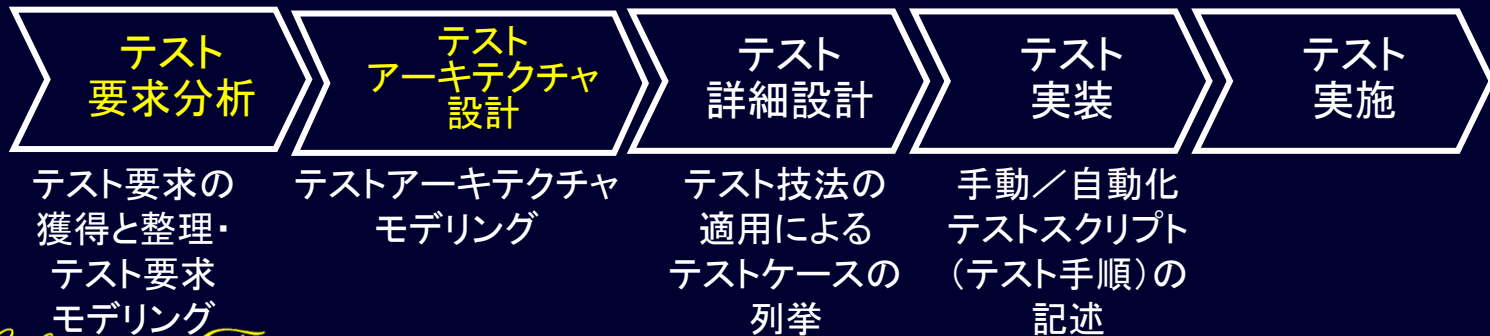 テスト
要求分析
テスト
アーキテクチャ
設計
テスト
詳細設計
テスト
実装
テスト
実施
テスト要求の
獲得と整理・
テスト要求
モデリング
テストアーキテクチャ
モデリング
テスト技法の
適用による
テストケースの
列挙
手動／自動化
テストスクリプト
（テスト手順）の
記述